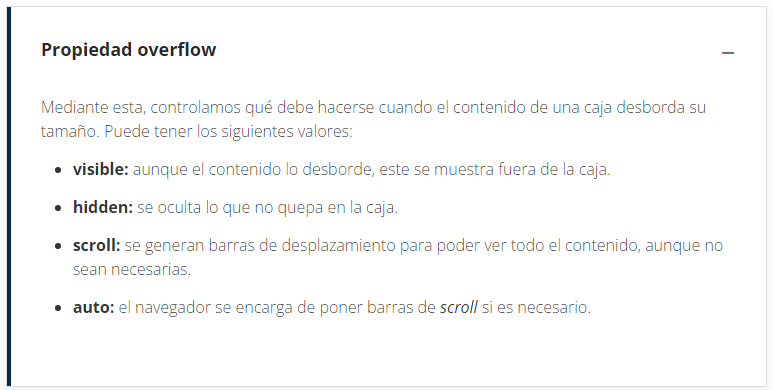 Propiedad overflow
Mediante esta, controlamos qué debe hacerse cuando el contenido de una caja desborda su
tamaño. Puede tener los siguientes valores:
• visible: aunque el contenido lo desborde, este se muestra fuera de la caja.
• hidden: se oculta lo que no quepa en la caja.
• scroll: se generan barras de desplazamiento para poder ver todo el contenido, aunque no
sean necesarias.
• auto: el navegador se encarga de poner barras de scroll si es necesario.